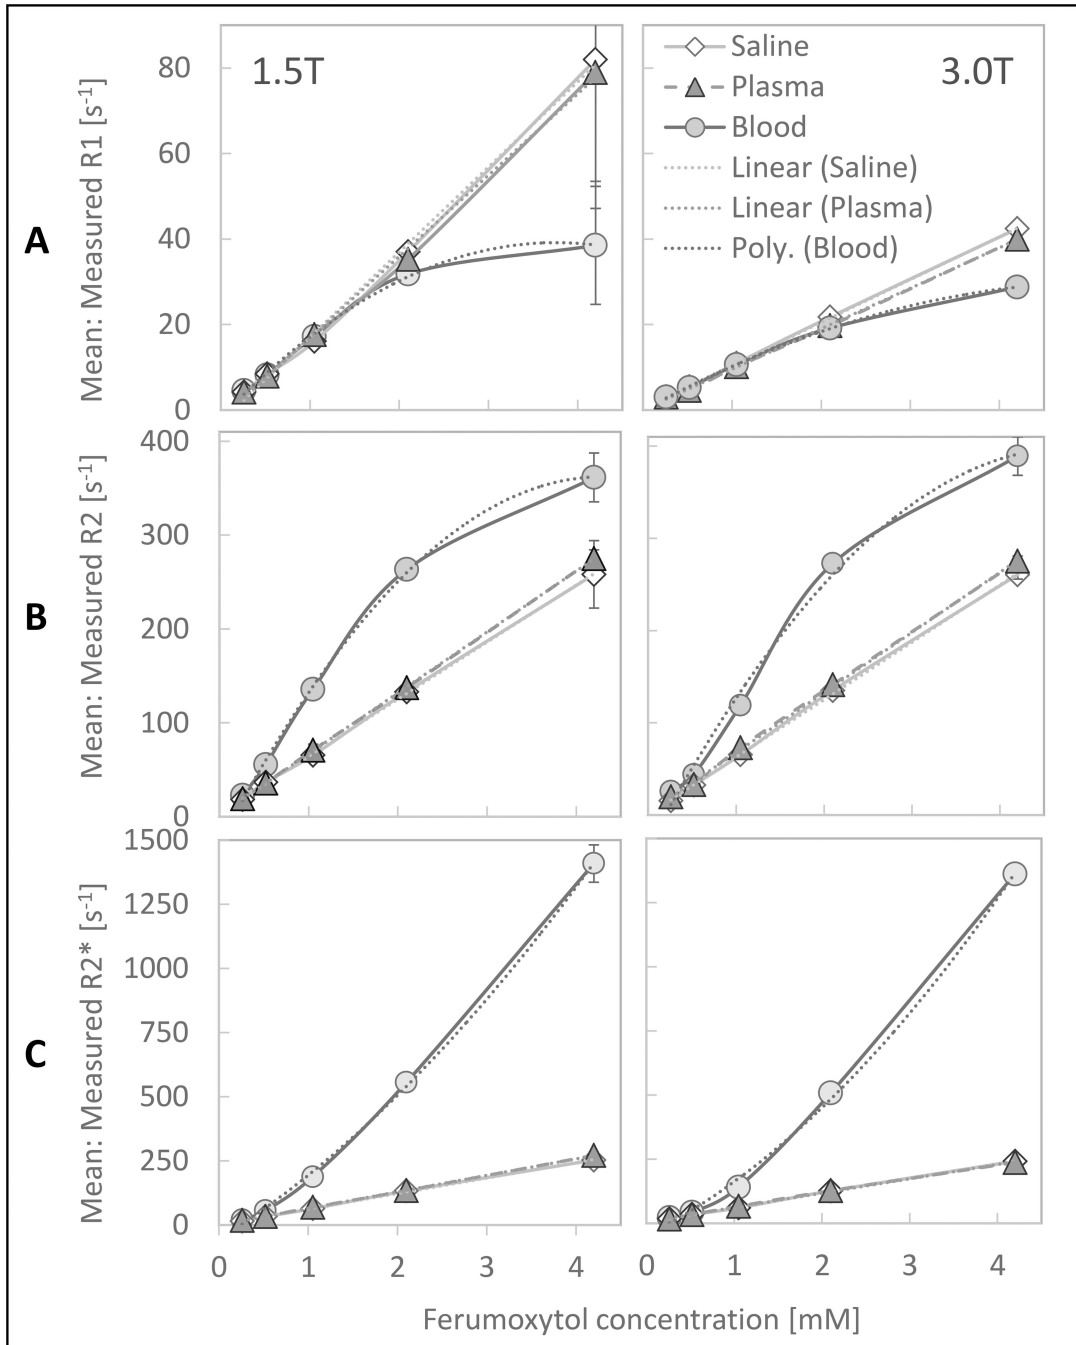 1.5T
3.0T
Saline
Plasma
Blood
Linear (Saline)
Linear (Plasma)
Poly. (Blood)
A
Mean: Measured R1 [s-1]
80
60
40
20
0
B
Mean: Measured R2 [s-1]
400
300
200
100
0
C
Mean: Measured R2* [s-1]
1500
1250
1000
750
500
250
0
0 1 2 3 4
0 1 2 3 4
Ferumoxytol concentration [mM]